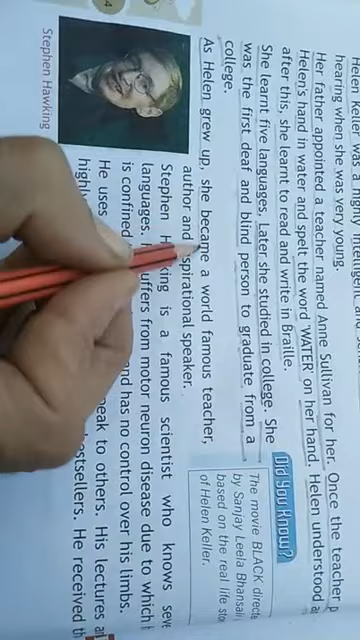 Helen Keller was a highly intelligent and
hearing when she was very young.
Her father appointed a teacher named Anne Sullivan for her. Once the teacher
Helen's hand in water and spelt the word 'WATER' on her hand. Helen understood
after this, she learnt to read and write in Braille.
She learnt five languages. Later she studied in college. She
was the first deaf and blind person to graduate from a
college.
As Helen grew up, she became a world famous teacher,
author and inspirational speaker.
Did You Know?
The movie BLACK directed
by Sanjay Leela Bhansali
based on the real life story
of Helen Keller.
Stephen Hawking
Stephen Hawking is a famous scientist who knows
languages. suffers from motor neuron disease due to which
is confined and has no control over his limbs.
He uses speak to others. His lectures
bestsellers. He received